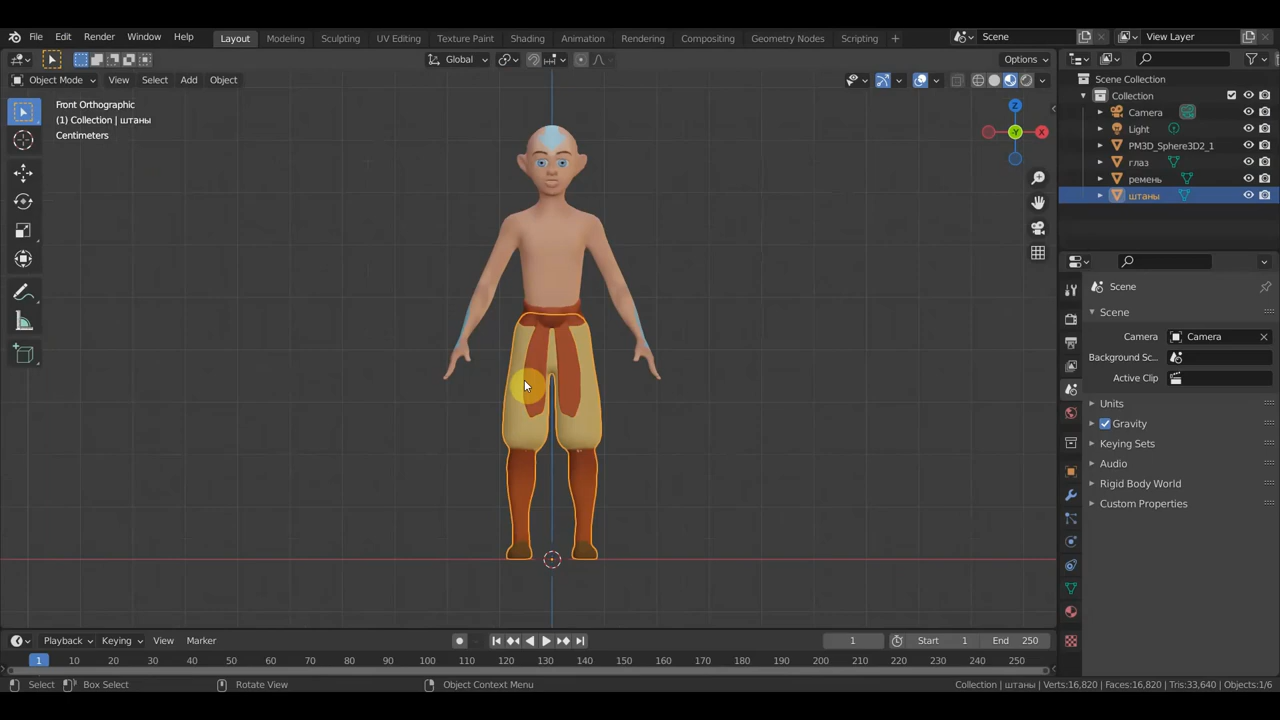 File Edit Render Window Help Layout Modeling Sculpting UV Editing Texture Paint Shading Animation Rendering Compositing Geometry Nodes Scripting + Scene View Layer
Global Options
Object Mode View Select Add Object
Front Orthographic
(1) Collection | штаны
Centimeters
Z
-Y
X
Scene Collection
Collection
Camera
Light
PM3D_Sphere3D2_1
глаз
ремень
штаны
Scene
Scene
Camera Camera
Background Sc...
Active Clip
Units
Gravity
Keying Sets
Audio
Rigid Body World
Custom Properties
Playback Keying View Marker 1 Start 1 End 250
1 10 20 30 40 50 60 70 80 90 100 110 120 130 140 150 160 170 180 190 200 210 220 230 240 250
Select Box Select Rotate View Object Context Menu Collection | штаны | Verts:16,820 | Faces:16,820 | Tris:33,640 | Objects:1/6